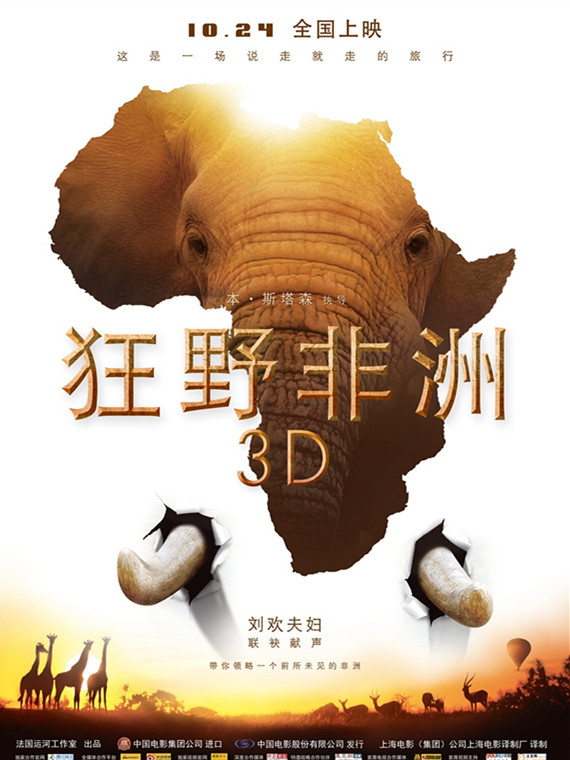 10.24 全国上映
这是一场说走就走的旅行
本·斯塔森 执导
狂野非洲
3D
刘欢夫妇
联袂献声
带你领略一个前所未见的非洲
法国运河工作室 出品 中国电影集团公司 进口 中国电影股份有限公司 发行 上海电影（集团）公司上海电影译制厂 译制